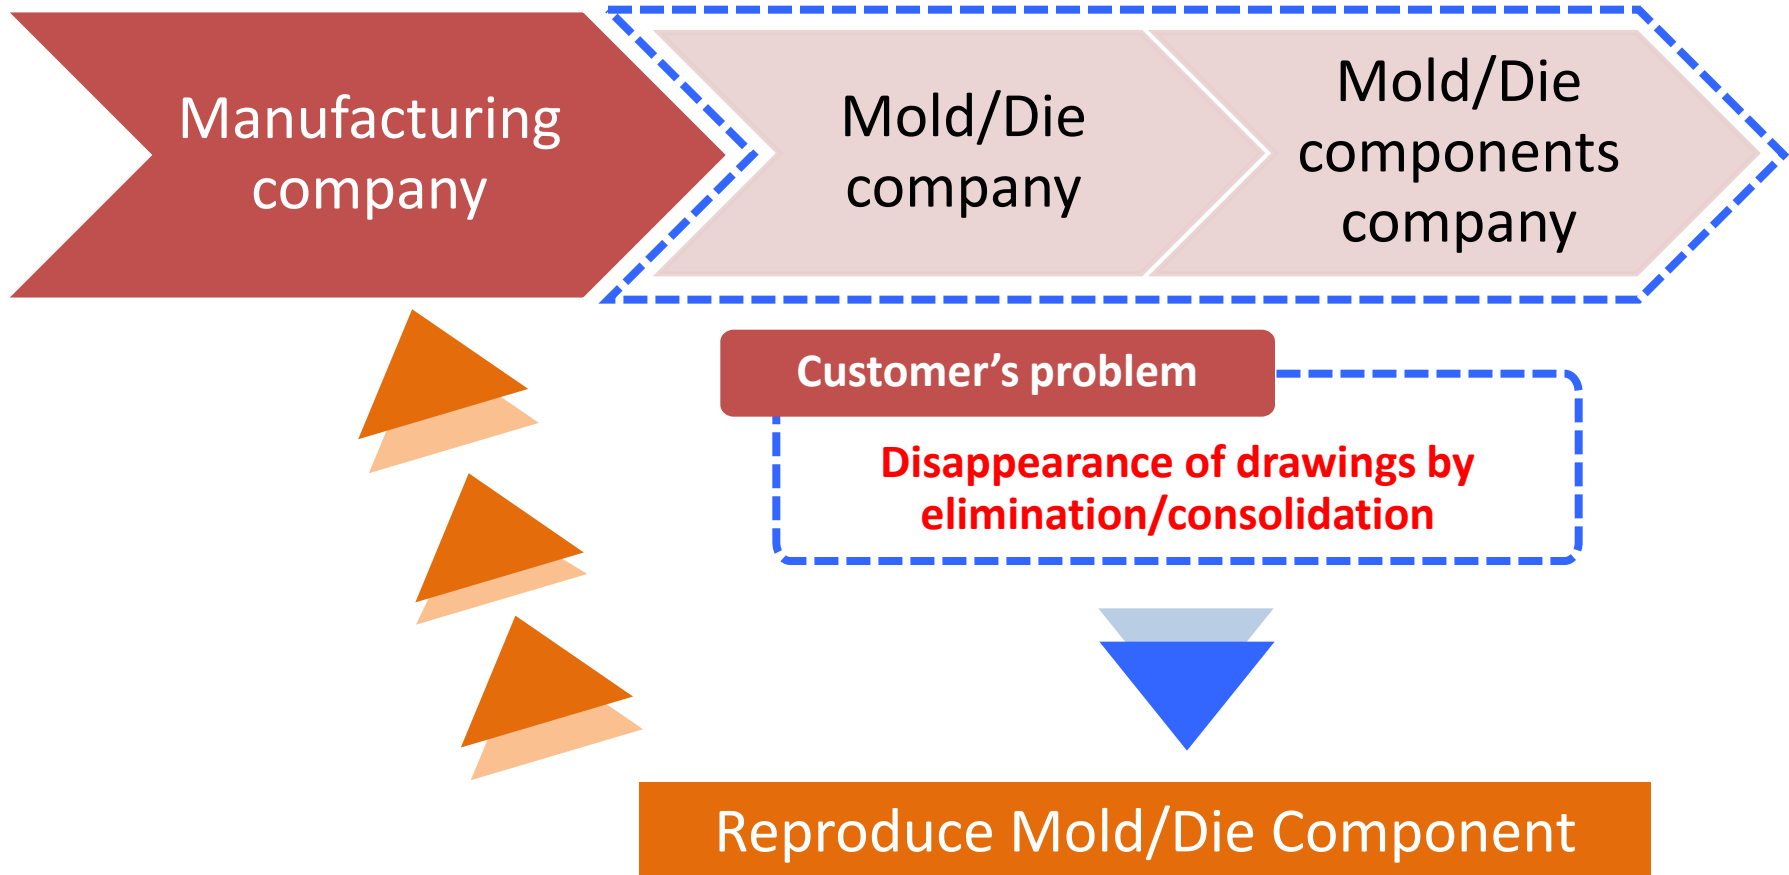 Manufacturing
company
Mold/Die
company
Mold/Die
components
company
Customer’s problem
Disappearance of drawings by
elimination/consolidation
Reproduce Mold/Die Component